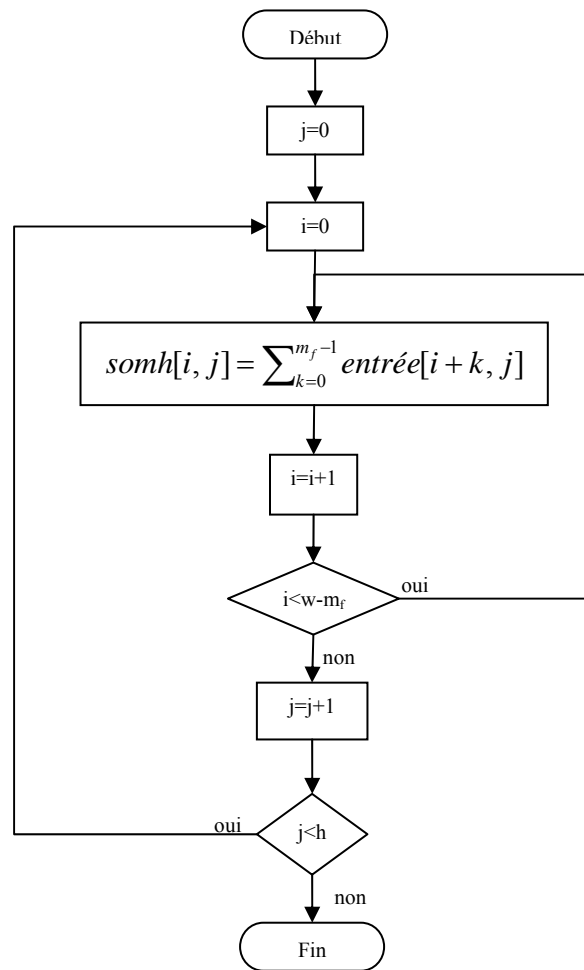 Début
j=0
i=0
somh[i, j] = ∑_{k=0}^{m_f−1} entrée[i + k, j]
i=i+1
i<w-m_f
oui
non
j=j+1
oui
j<h
non
Fin